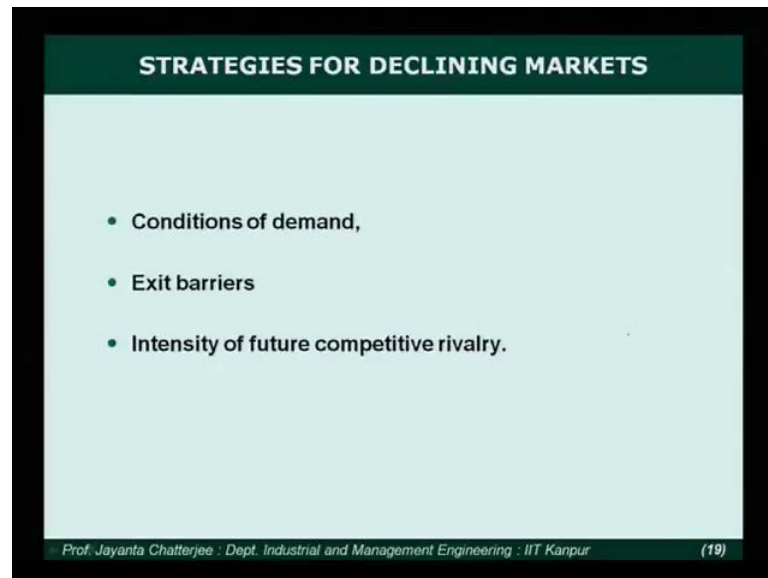 STRATEGIES FOR DECLINING MARKETS
• Conditions of demand,
• Exit barriers
• Intensity of future competitive rivalry.
Prof. Jayanta Chatterjee : Dept. Industrial and Management Engineering : IIT Kanpur (19)